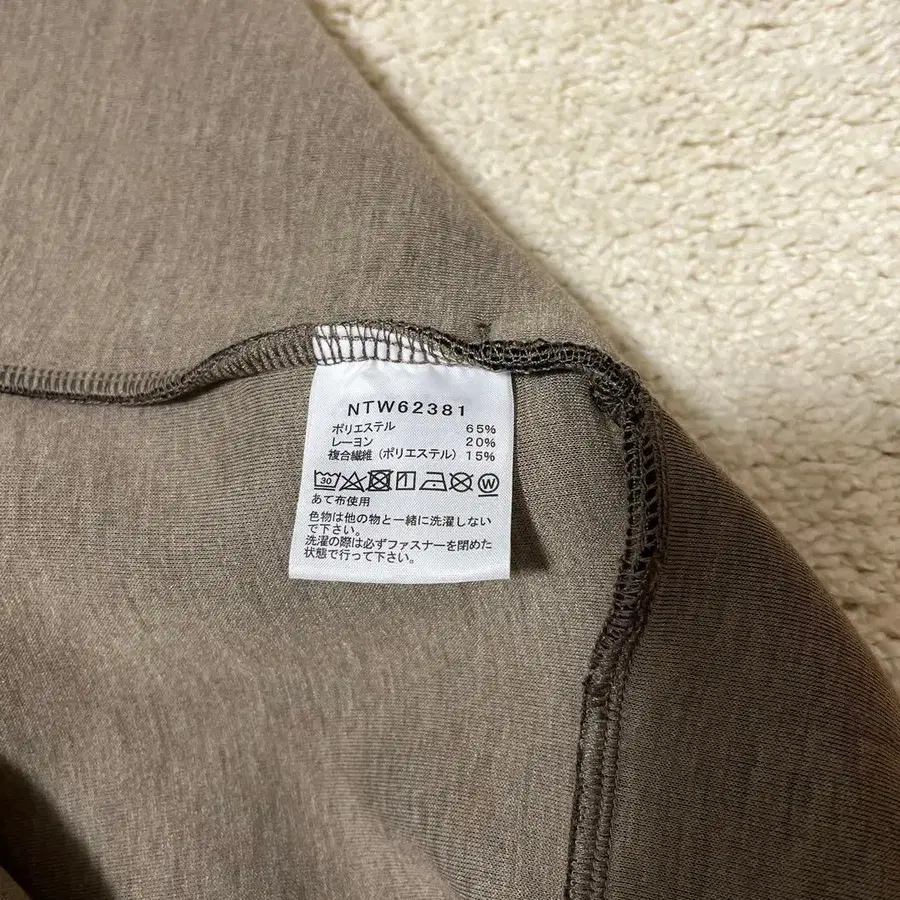 NTW62381
ポリエステル 65%
レーヨン 20%
複合繊維（ポリエステル）15%
30 W
あて布使用
色物は他の物と一緒に洗濯しない
で下さい。
洗濯の際は必ずファスナーを閉めた
状態で行って下さい。